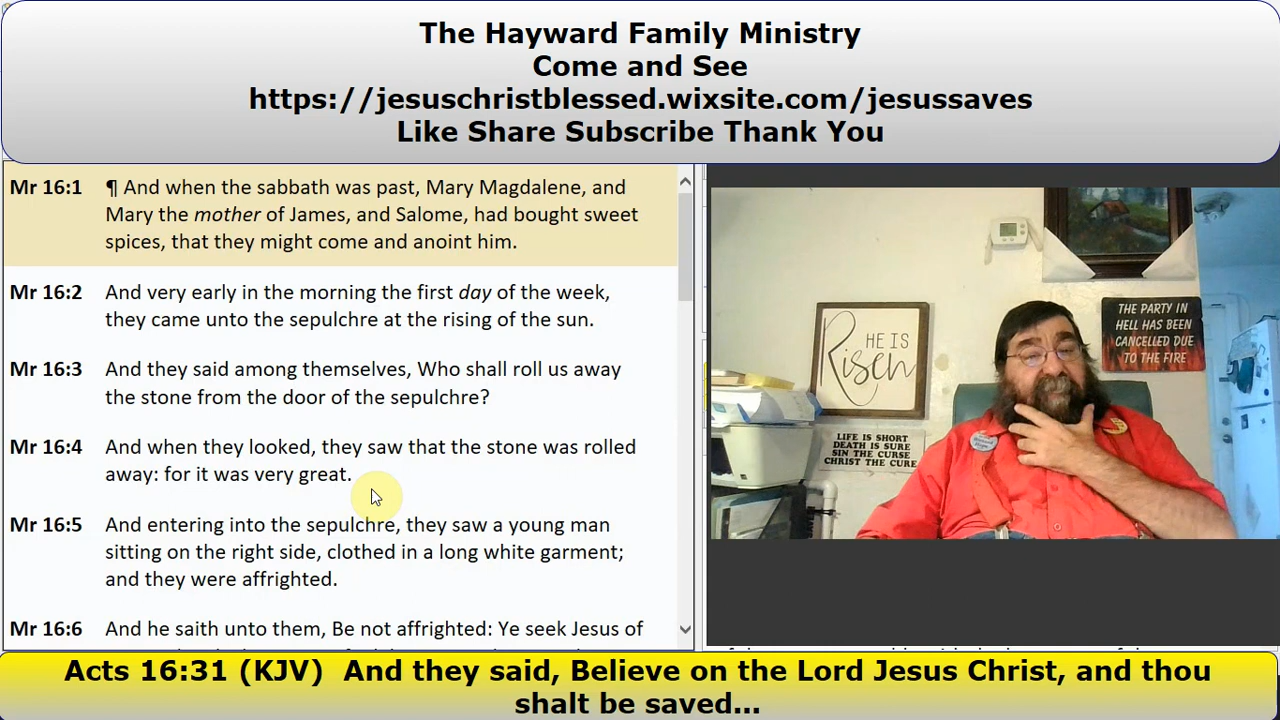 The Hayward Family Ministry
Come and See
https://jesuschristblessed.wixsite.com/jesussaves
Like Share Subscribe Thank You
Mr 16:1 ¶ And when the sabbath was past, Mary Magdalene, and
Mary the mother of James, and Salome, had bought sweet
spices, that they might come and anoint him.
Mr 16:2 And very early in the morning the first day of the week,
they came unto the sepulchre at the rising of the sun.
Mr 16:3 And they said among themselves, Who shall roll us away
the stone from the door of the sepulchre?
Mr 16:4 And when they looked, they saw that the stone was rolled
away: for it was very great.
Mr 16:5 And entering into the sepulchre, they saw a young man
sitting on the right side, clothed in a long white garment;
and they were affrighted.
Mr 16:6 And he saith unto them, Be not affrighted: Ye seek Jesus of
HE IS
Risen
LIFE IS SHORT
DEATH IS SURE
SIN THE CURSE
CHRIST THE CURE
THE PARTY IN
HELL HAS BEEN
CANCELLED DUE
TO THE FIRE
Acts 16:31 (KJV) And they said, Believe on the Lord Jesus Christ, and thou
shalt be saved...